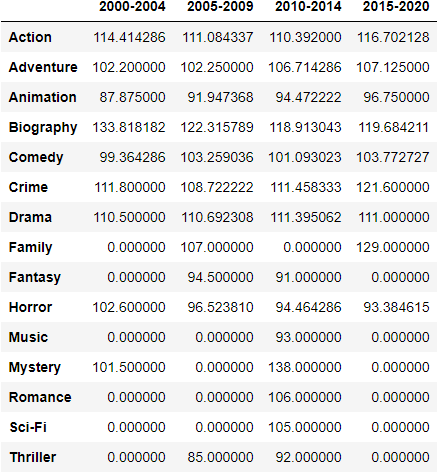 2000-2004 2005-2009 2010-2014 2015-2020
Action 114.414286 111.084337 110.392000 116.702128
Adventure 102.200000 102.250000 106.714286 107.125000
Animation 87.875000 91.947368 94.472222 96.750000
Biography 133.818182 122.315789 118.913043 119.684211
Comedy 99.364286 103.259036 101.093023 103.772727
Crime 111.800000 108.722222 111.458333 121.600000
Drama 110.500000 110.692308 111.395062 111.000000
Family 0.000000 107.000000 0.000000 129.000000
Fantasy 0.000000 94.500000 91.000000 0.000000
Horror 102.600000 96.523810 94.464286 93.384615
Music 0.000000 0.000000 93.000000 0.000000
Mystery 101.500000 0.000000 138.000000 0.000000
Romance 0.000000 0.000000 106.000000 0.000000
Sci-Fi 0.000000 0.000000 105.000000 0.000000
Thriller 0.000000 85.000000 92.000000 0.000000